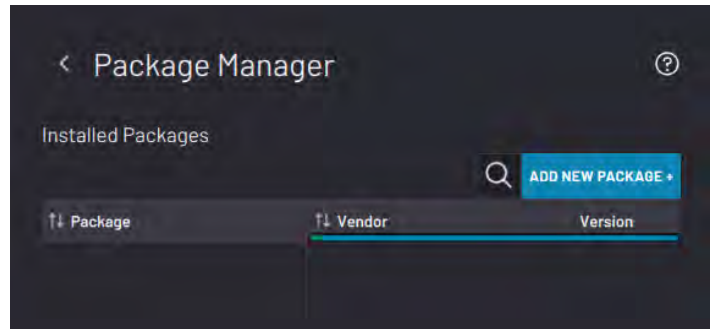 Package Manager
Installed Packages
ADD NEW PACKAGE +
Package Vendor Version